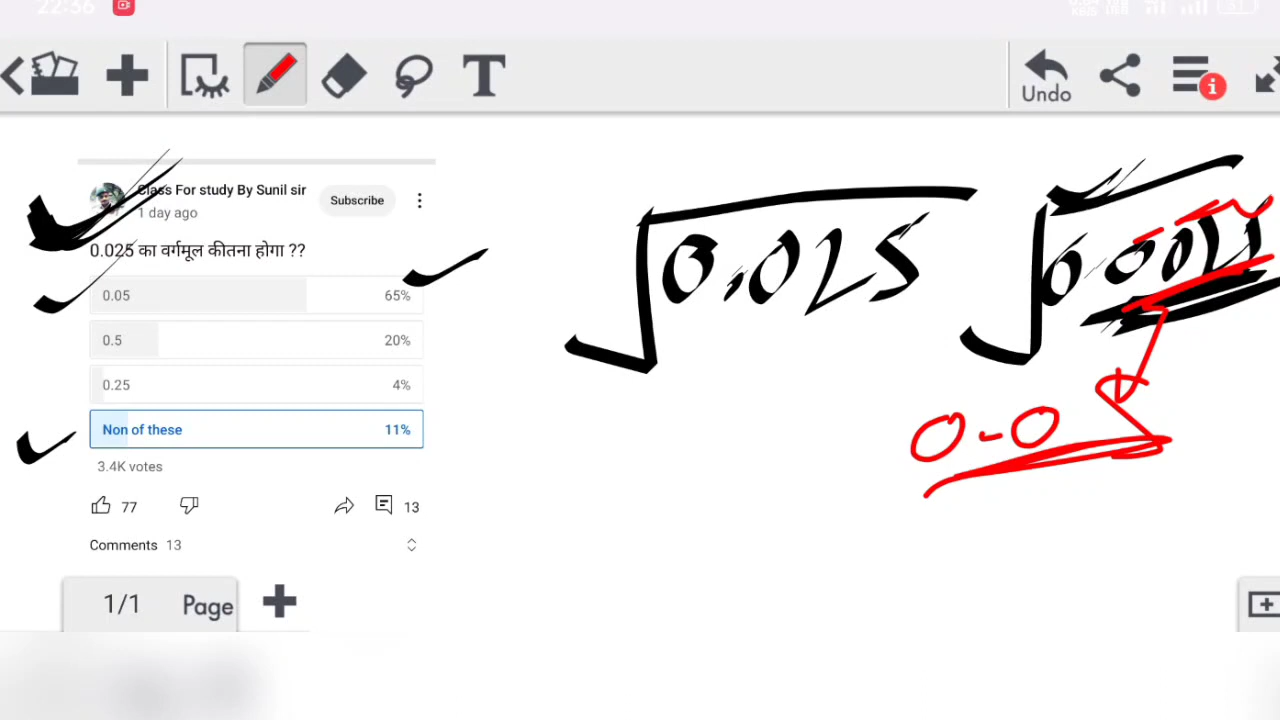 22:36
Undo
Class For study By Sunil sir
Subscribe
1 day ago
0.025 का वर्गमूल कीतना होगा ??
0.05 65%
0.5 20%
0.25 4%
Non of these 11%
3.4K votes
77 13
Comments 13
√0.025
0.05
1/1 Page